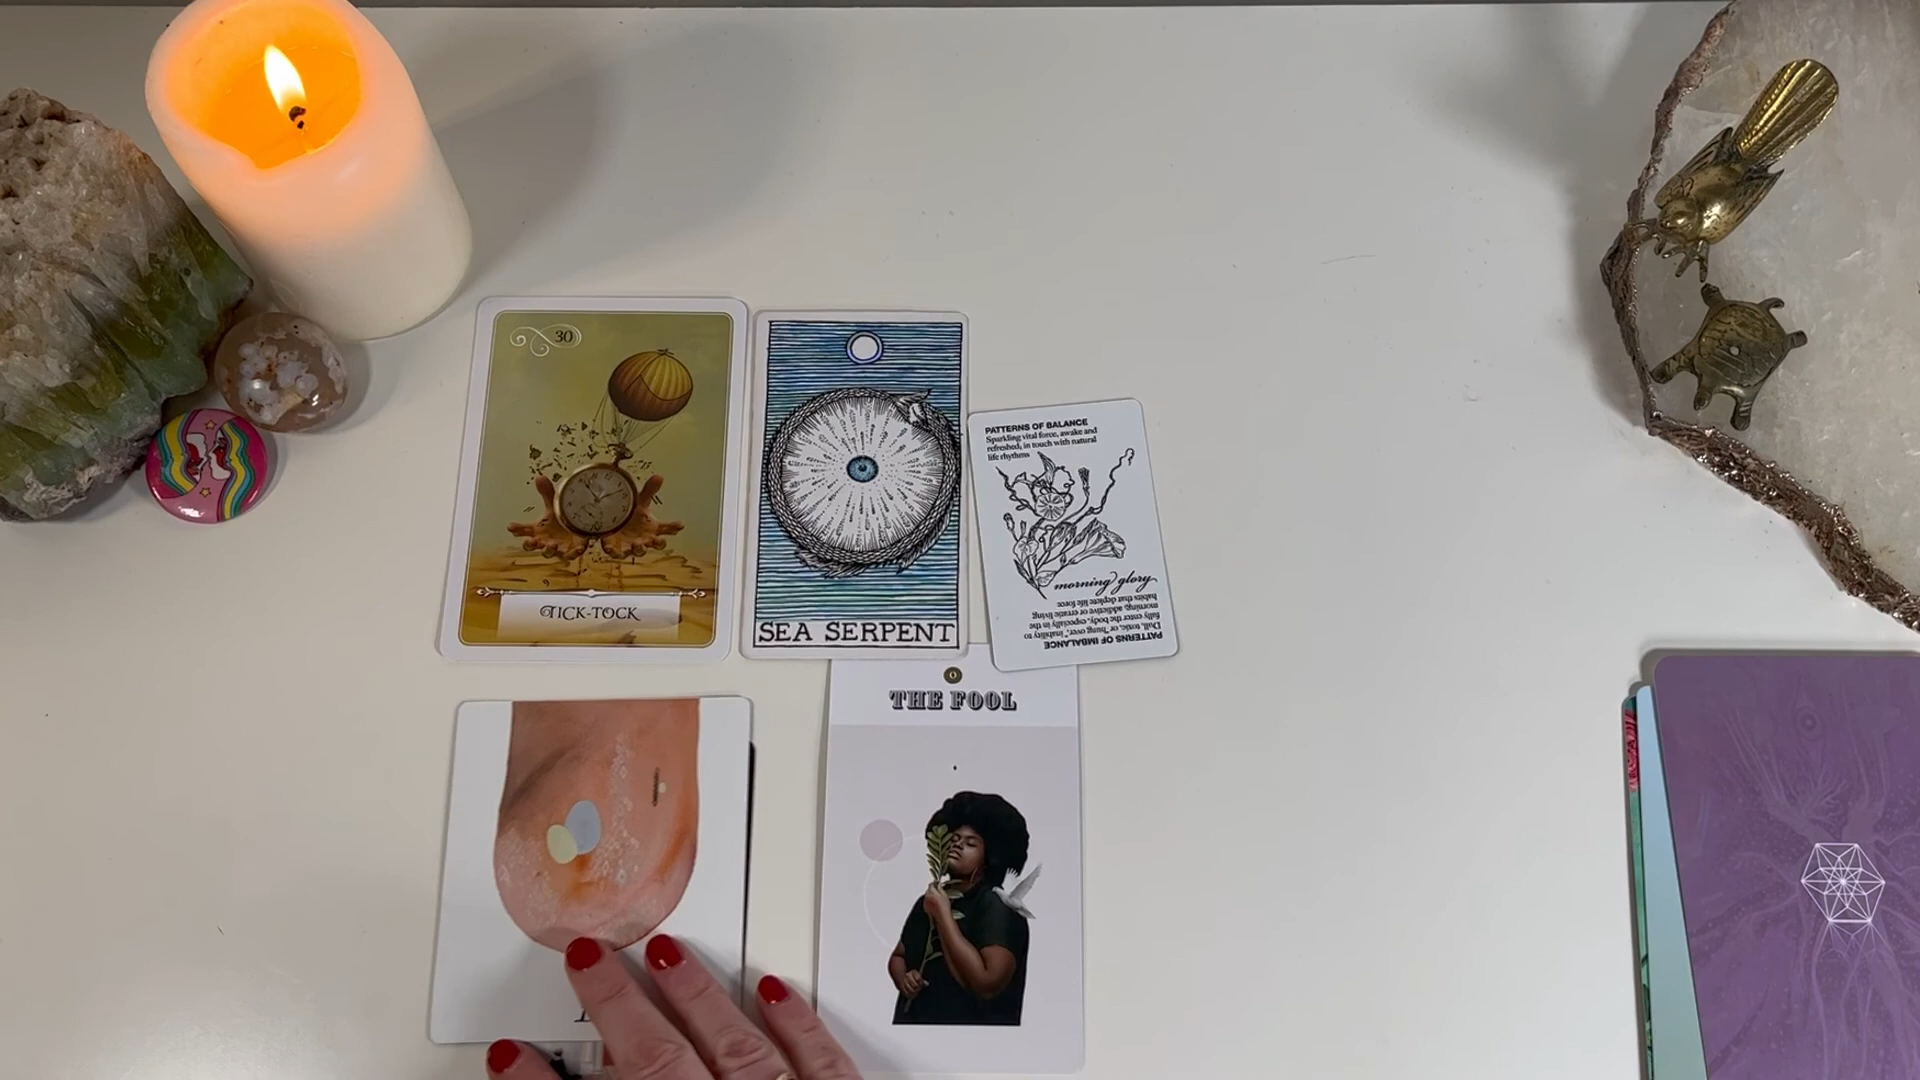 30
TICK-TOCK
SEA SERPENT
PATTERNS OF BALANCE
Sparkling vital force, awake and
refreshed, in touch with natural
life rhythms
morning glory
PATTERNS OF IMBALANCE
Dull, toxic, or "hung over," inability to
fully enter the body, especially in the
morning; addictive or erratic living
habits that deplete life force
0
THE FOOL